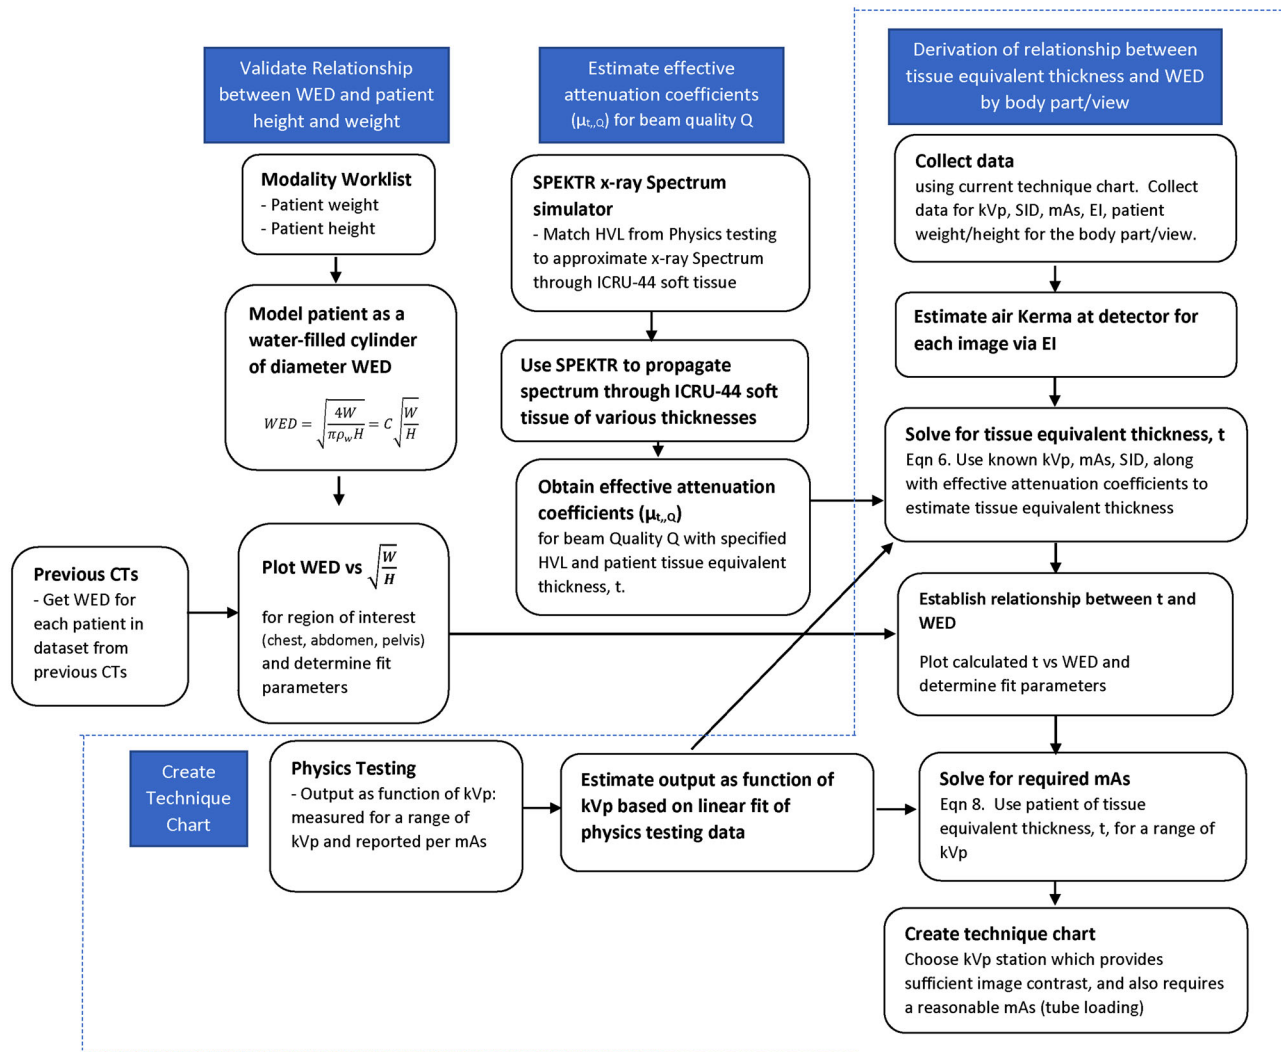 Validate Relationship
between WED and patient
height and weight
Modality Worklist
- Patient weight
- Patient height
Model patient as a
water-filled cylinder
of diameter WED
WED = √(4W/(πρ_w H)) = C√(W/H)
Previous CTs
- Get WED for
each patient in
dataset from
previous CTs
Plot WED vs √(W/H)
for region of interest
(chest, abdomen, pelvis)
and determine fit
parameters
Estimate effective
attenuation coefficients
(μt,,Q) for beam quality Q
SPEKTR x-ray Spectrum
simulator
- Match HVL from Physics testing
to approximate x-ray Spectrum
through ICRU-44 soft tissue
Use SPEKTR to propagate
spectrum through ICRU-44 soft
tissue of various thicknesses
Obtain effective attenuation
coefficients (μt,,Q)
for beam Quality Q with specified
HVL and patient tissue equivalent
thickness, t.
Derivation of relationship between
tissue equivalent thickness and WED
by body part/view
Collect data
using current technique chart.  Collect
data for kVp, SID, mAs, EI, patient
weight/height for the body part/view.
Estimate air Kerma at detector for
each image via EI
Solve for tissue equivalent thickness, t
Eqn 6. Use known kVp, mAs, SID, along
with effective attenuation coefficients to
estimate tissue equivalent thickness
Establish relationship between t and
WED
Plot calculated t vs WED and
determine fit parameters
Create
Technique
Chart
Physics Testing
- Output as function of kVp:
measured for a range of
kVp and reported per mAs
Estimate output as function of
kVp based on linear fit of
physics testing data
Solve for required mAs
Eqn 8.  Use patient of tissue
equivalent thickness, t, for a range of
kVp
Create technique chart
Choose kVp station which provides
sufficient image contrast, and also requires
a reasonable mAs (tube loading)